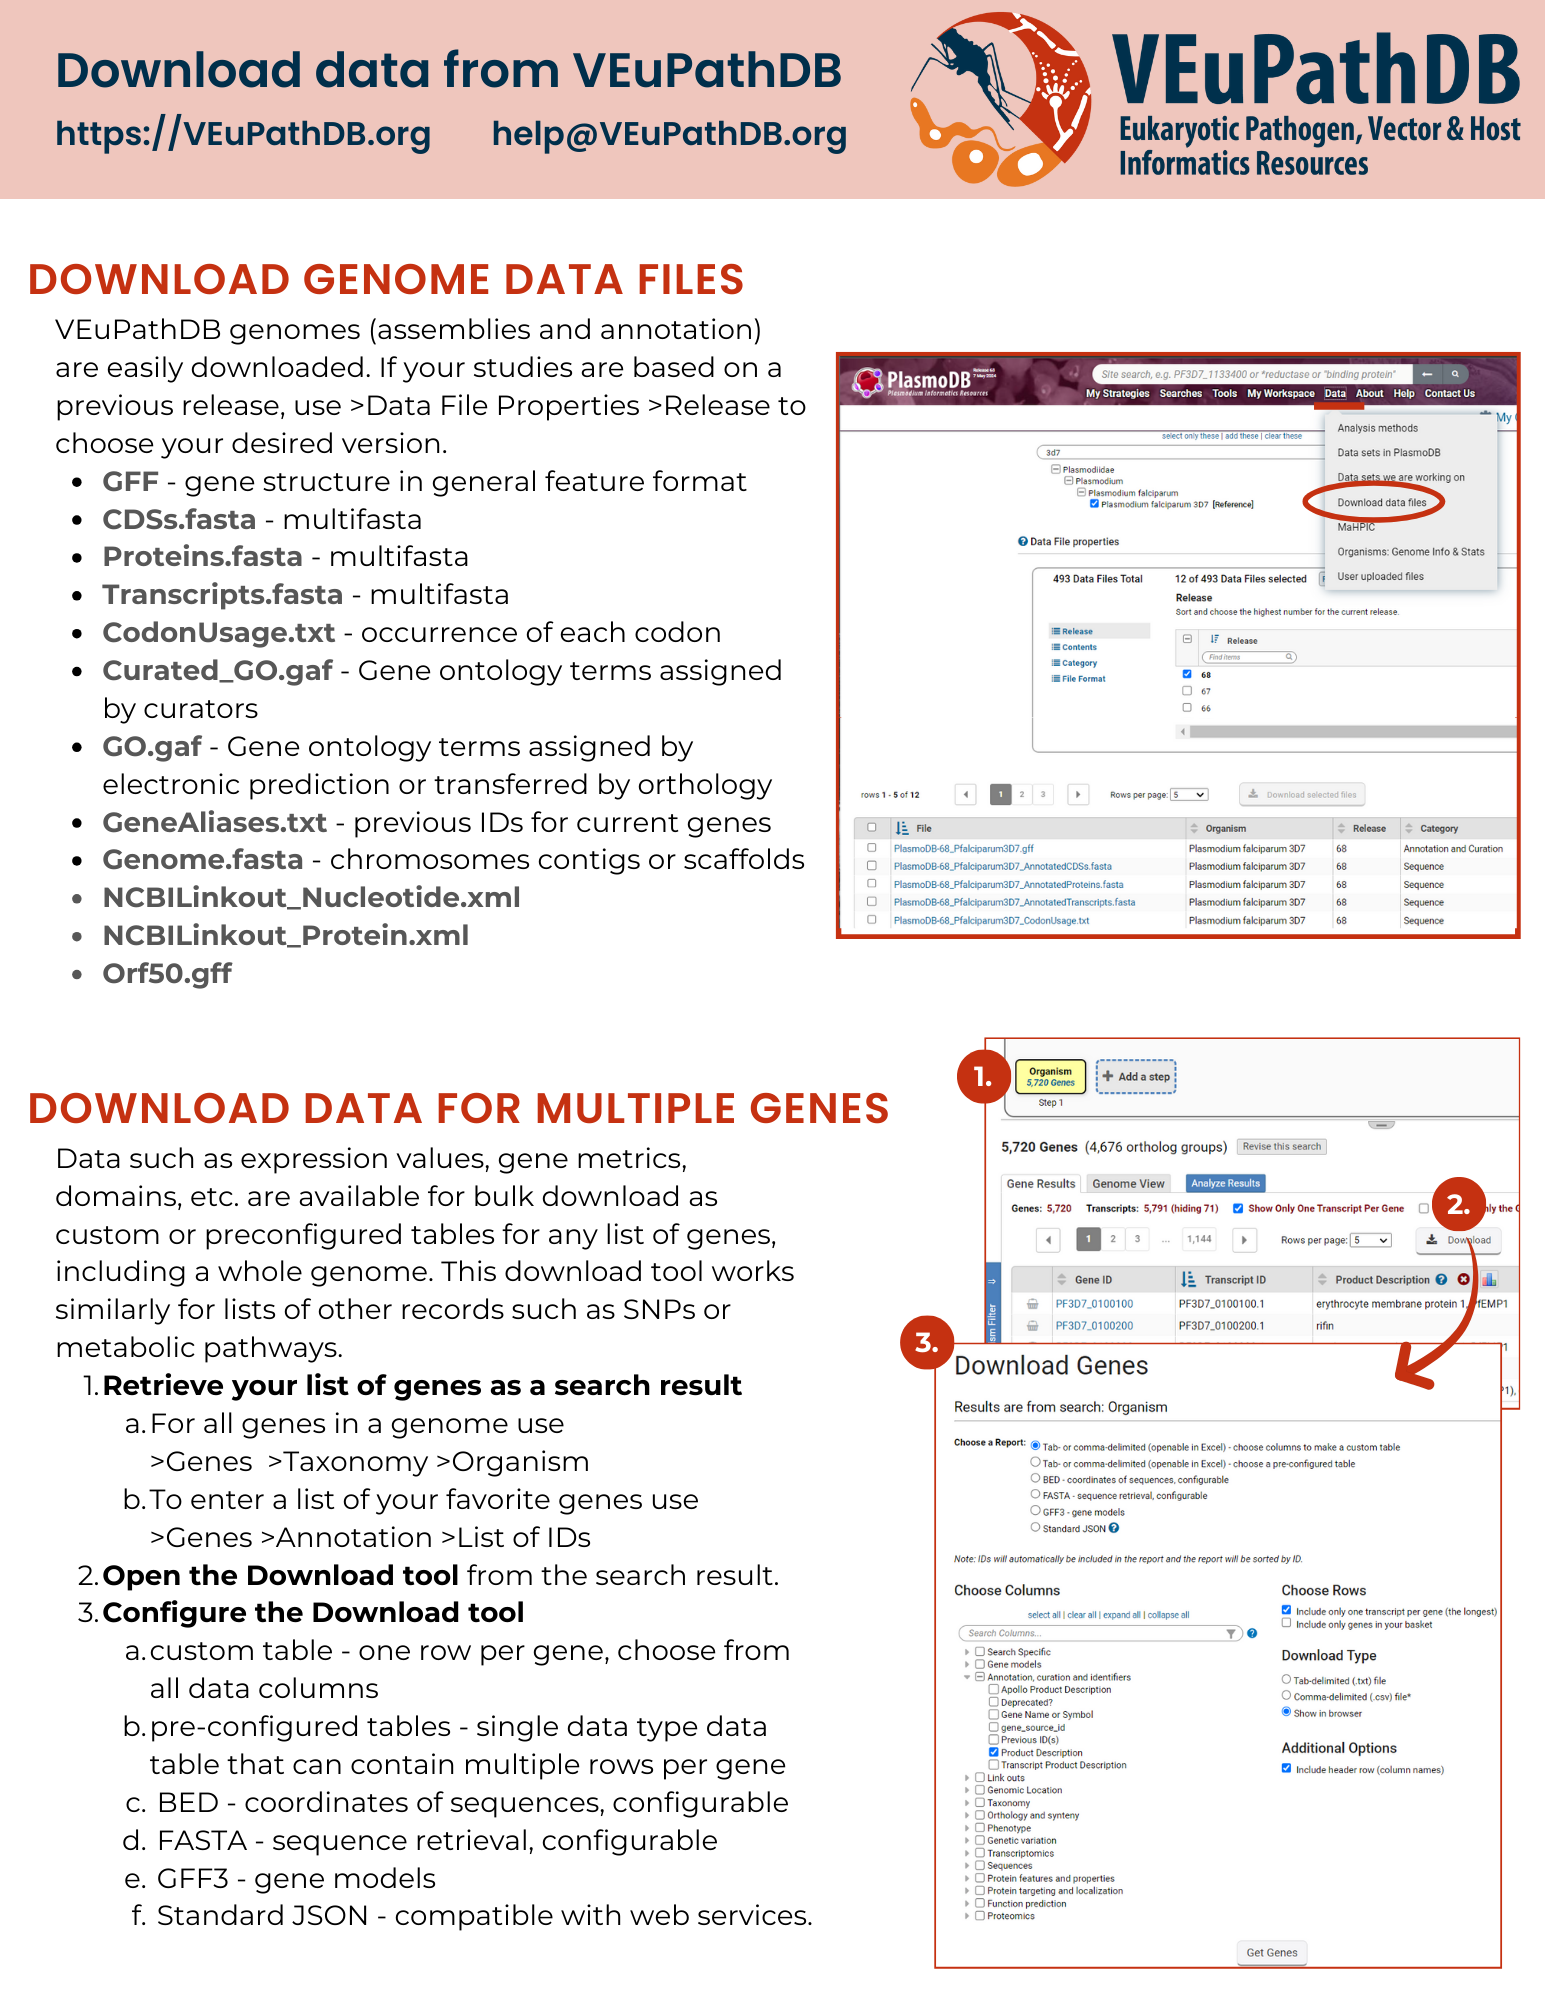 Download data from VEuPathDB
https://VEuPathDB.org help@VEuPathDB.org
VEuPathDB
Eukaryotic Pathogen, Vector & Host
Informatics Resources
DOWNLOAD GENOME DATA FILES
VEuPathDB genomes (assemblies and annotation)
are easily downloaded. If your studies are based on a
previous release, use >Data File Properties >Release to
choose your desired version.
• GFF - gene structure in general feature format
• CDSs.fasta - multifasta
• Proteins.fasta - multifasta
• Transcripts.fasta - multifasta
• CodonUsage.txt - occurrence of each codon
• Curated_GO.gaf - Gene ontology terms assigned
by curators
• GO.gaf - Gene ontology terms assigned by
electronic prediction or transferred by orthology
• GeneAliases.txt - previous IDs for current genes
• Genome.fasta - chromosomes contigs or scaffolds
• NCBILinkout_Nucleotide.xml
• NCBILinkout_Protein.xml
• Orf50.gff
PlasmoDB
Release 68
7 May 2024
Plasmodium Informatics Resources
Site search, e.g. PF3D7_1133400 or *reductase or "binding protein"
My Strategies Searches Tools My Workspace Data About Help Contact Us
My
select only these | add these | clear these
3d7
Plasmodiidae
Plasmodium
Plasmodium falciparum
Plasmodium falciparum 3D7 [Reference]
Analysis methods
Data sets in PlasmoDB
Data sets we are working on
Download data files
MaHPIC
Organisms: Genome Info & Stats
User uploaded files
Data File properties
493 Data Files Total 12 of 493 Data Files selected
Release
Sort and choose the highest number for the current release.
Release
Contents
Category
File Format
Release
Find items
68
67
66
rows 1 - 5 of 12 1 2 3 Rows per page: 5 Download selected files
File Organism Release Category
PlasmoDB-68_Pfalciparum3D7.gff Plasmodium falciparum 3D7 68 Annotation and Curation
PlasmoDB-68_Pfalciparum3D7_AnnotatedCDSs.fasta Plasmodium falciparum 3D7 68 Sequence
PlasmoDB-68_Pfalciparum3D7_AnnotatedProteins.fasta Plasmodium falciparum 3D7 68 Sequence
PlasmoDB-68_Pfalciparum3D7_AnnotatedTranscripts.fasta Plasmodium falciparum 3D7 68 Sequence
PlasmoDB-68_Pfalciparum3D7_CodonUsage.txt Plasmodium falciparum 3D7 68 Sequence
DOWNLOAD DATA FOR MULTIPLE GENES
Data such as expression values, gene metrics,
domains, etc. are available for bulk download as
custom or preconfigured tables for any list of genes,
including a whole genome. This download tool works
similarly for lists of other records such as SNPs or
metabolic pathways.
1. Retrieve your list of genes as a search result
a. For all genes in a genome use
>Genes >Taxonomy >Organism
b. To enter a list of your favorite genes use
>Genes >Annotation >List of IDs
2. Open the Download tool from the search result.
3. Configure the Download tool
a. custom table - one row per gene, choose from
all data columns
b. pre-configured tables - single data type data
table that can contain multiple rows per gene
c. BED - coordinates of sequences, configurable
d. FASTA - sequence retrieval, configurable
e. GFF3 - gene models
f. Standard JSON - compatible with web services.
1.
Organism
5,720 Genes
Add a step
Step 1
5,720 Genes (4,676 ortholog groups) Revise this search
Gene Results Genome View Analyze Results
2.
Genes: 5,720 Transcripts: 5,791 (hiding 71) Show Only One Transcript Per Gene
1 2 3 ... 1,144 Rows per page: 5 Download
Gene ID Transcript ID Product Description
PF3D7_0100100 PF3D7_0100100.1 erythrocyte membrane protein 1, PfEMP1
PF3D7_0100200 PF3D7_0100200.1 rifin
3.
Download Genes
Results are from search: Organism
Choose a Report: Tab- or comma-delimited (openable in Excel) - choose columns to make a custom table
Tab- or comma-delimited (openable in Excel) - choose a pre-configured table
BED - coordinates of sequences, configurable
FASTA - sequence retrieval, configurable
GFF3 - gene models
Standard JSON
Note: IDs will automatically be included in the report and the report will be sorted by ID.
Choose Columns
select all | clear all | expand all | collapse all
Search Columns...
Search Specific
Gene models
Annotation, curation and identifiers
Apollo Product Description
Deprecated?
Gene Name or Symbol
gene_source_id
Previous ID(s)
Product Description
Transcript Product Description
Link outs
Genomic Location
Taxonomy
Orthology and synteny
Phenotype
Genetic variation
Transcriptomics
Sequences
Protein features and properties
Protein targeting and localization
Function prediction
Proteomics
Choose Rows
Include only one transcript per gene (the longest)
Include only genes in your basket
Download Type
Tab-delimited (.txt) file
Comma-delimited (.csv) file*
Show in browser
Additional Options
Include header row (column names)
Get Genes